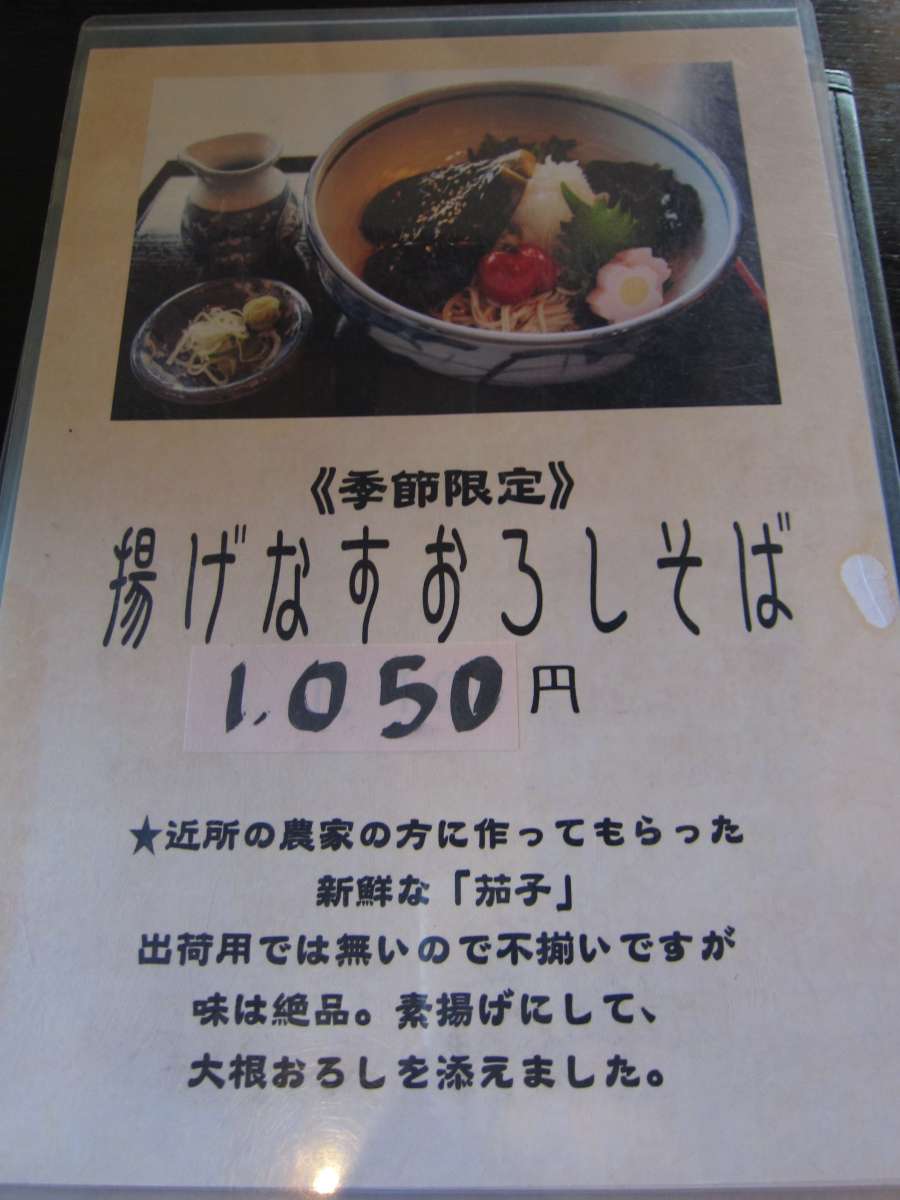 《季節限定》
揚げなすおろしそば
1,050円
★近所の農家の方に作ってもらった
新鮮な「茄子」
出荷用では無いので不揃いですが
味は絶品。素揚げにして、
大根おろしを添えました。